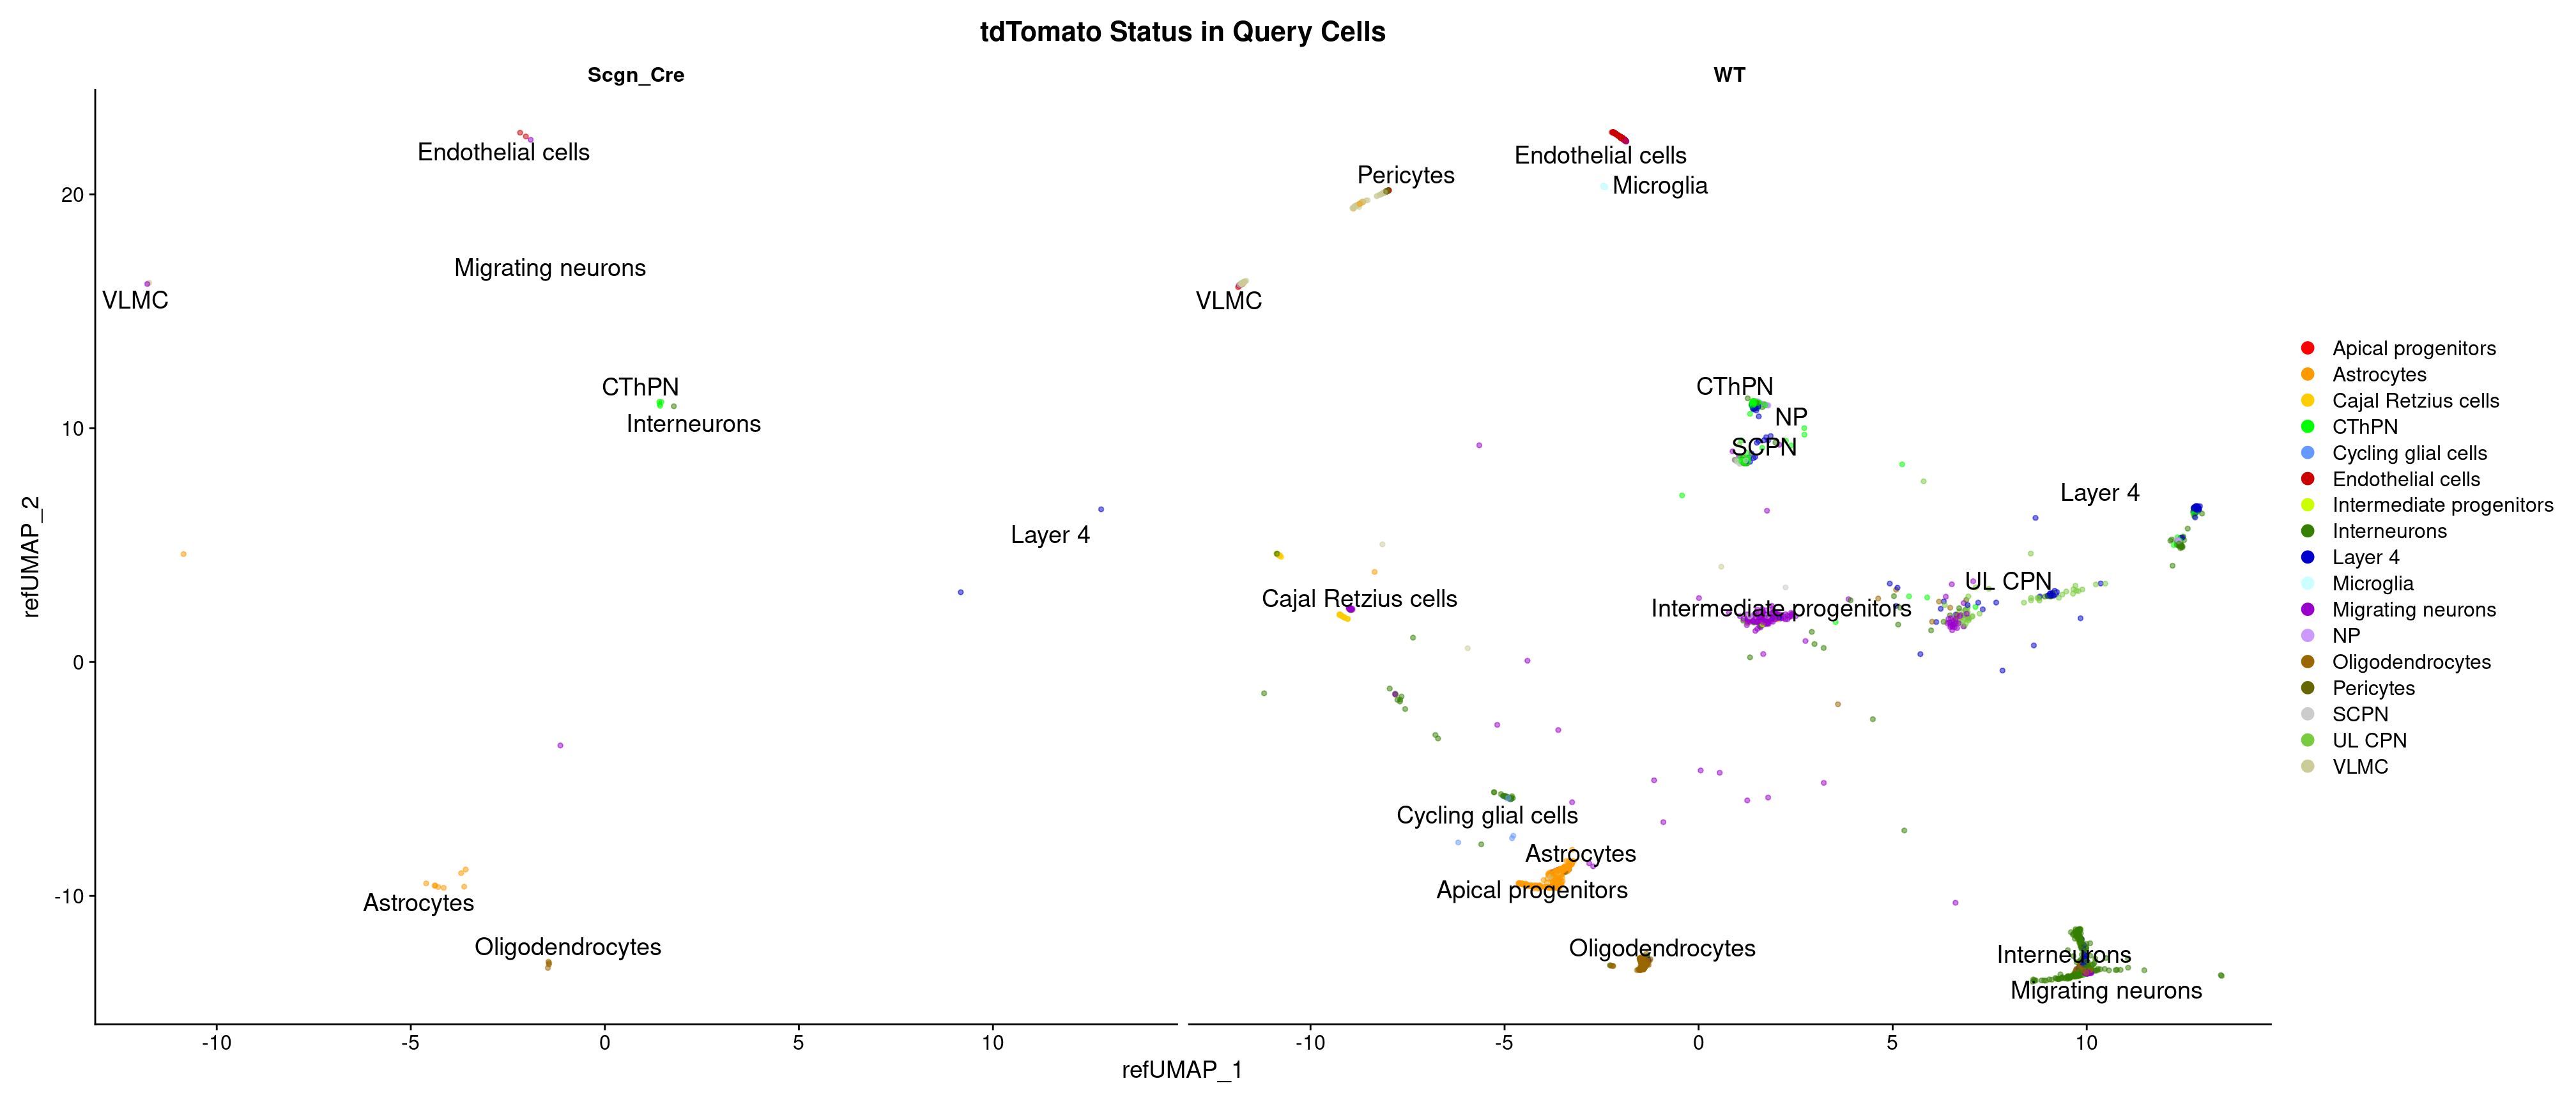 tdTomato Status in Query Cells
Scgn_Cre
WT
refUMAP_2
20
10
0
-10
Endothelial cells
Migrating neurons
VLMC
CThPN
Interneurons
Layer 4
Astrocytes
Oligodendrocytes
-10
-5
0
5
10
Endothelial cells
Pericytes
Microglia
VLMC
CThPN
NP
SCPN
Layer 4
UL CPN
Cajal Retzius cells
Intermediate progenitors
Cycling glial cells
Astrocytes
Apical progenitors
Oligodendrocytes
Interneurons
Migrating neurons
-10
-5
0
5
10
refUMAP_1
Apical progenitors
Astrocytes
Cajal Retzius cells
CThPN
Cycling glial cells
Endothelial cells
Intermediate progenitors
Interneurons
Layer 4
Microglia
Migrating neurons
NP
Oligodendrocytes
Pericytes
SCPN
UL CPN
VLMC